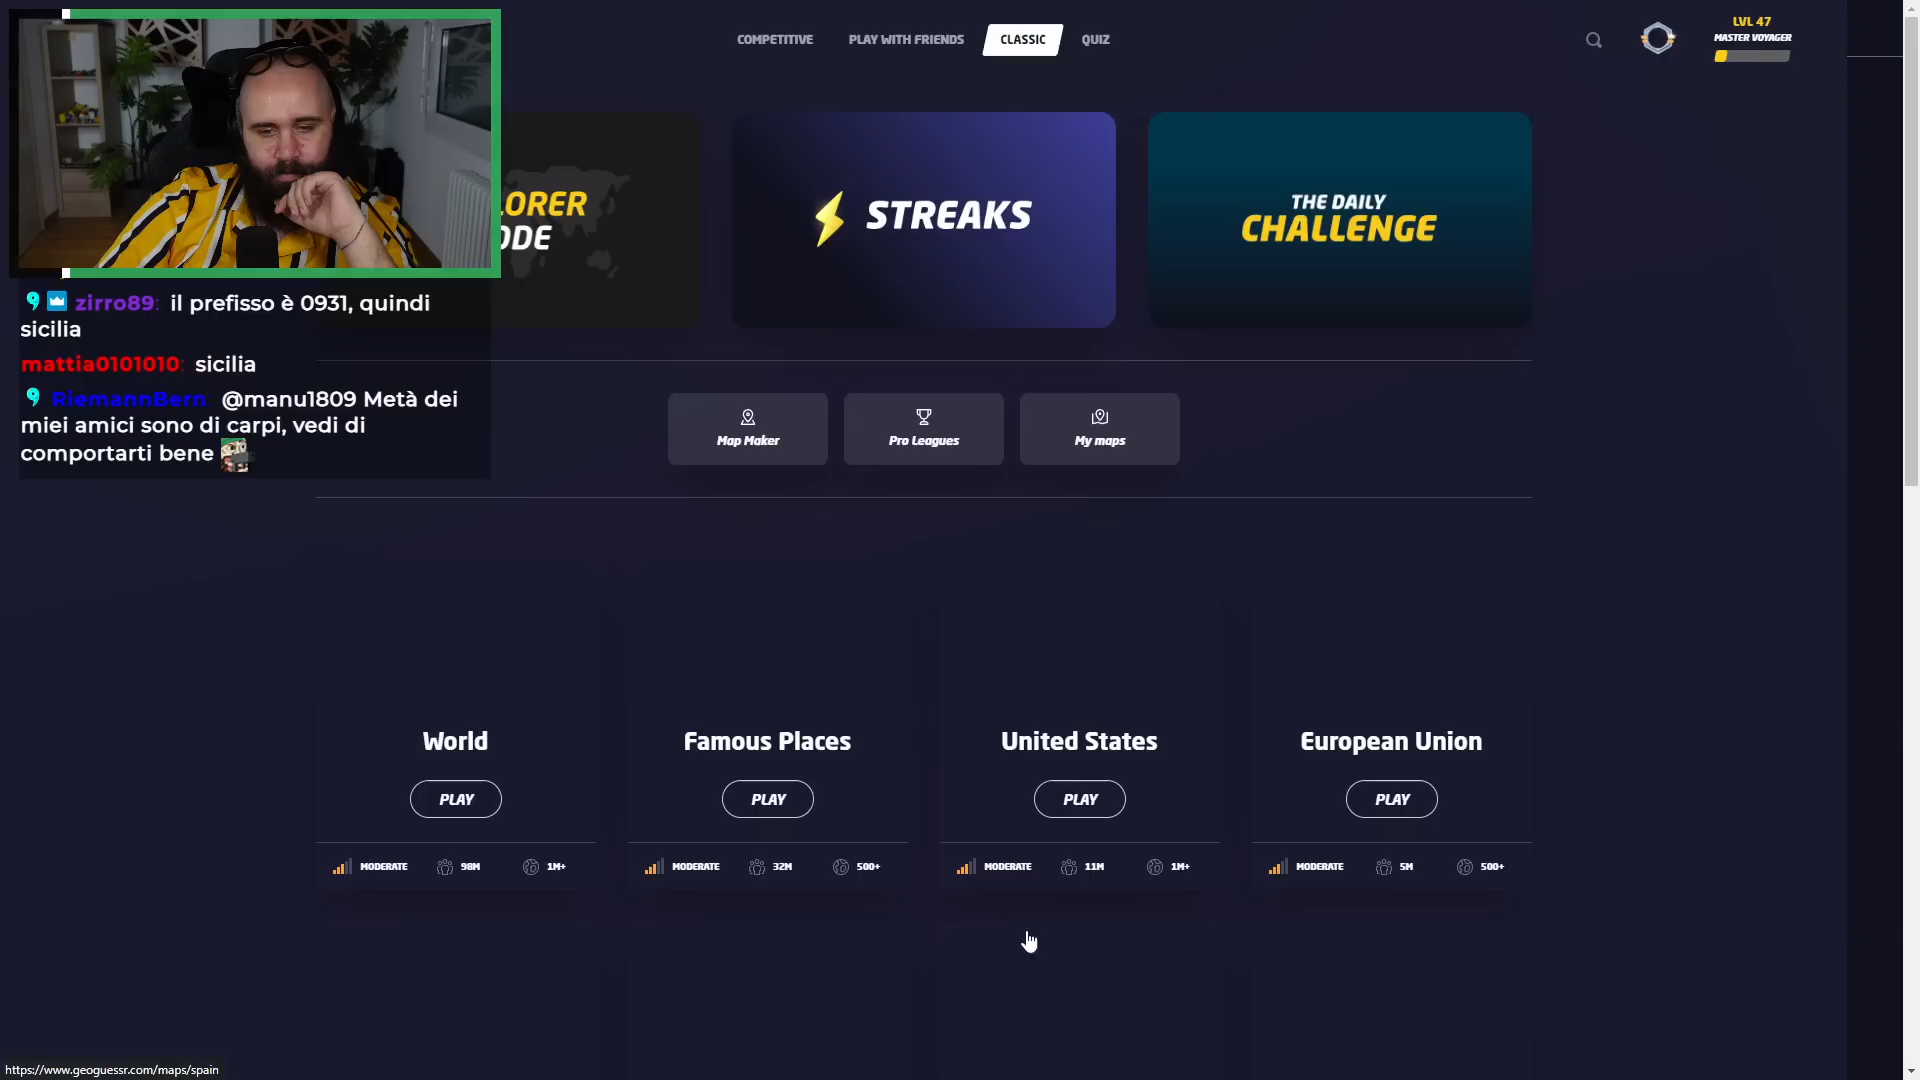 COMPETITIVE PLAY WITH FRIENDS CLASSIC QUIZ
LVL 47
MASTER VOYAGER
LORER
ODE
STREAKS
THE DAILY
CHALLENGE
zirro89: il prefisso è 0931, quindi
sicilia
mattia0101010: sicilia
RiemannBern: @manu1809 Metà dei
miei amici sono di carpi, vedi di
comportarti bene
Map Maker
Pro Leagues
My maps
World
Famous Places
United States
European Union
PLAY
PLAY
PLAY
PLAY
MODERATE 98M 1M+
MODERATE 32M 500+
MODERATE 11M 1M+
MODERATE 5M 500+
https://www.geoguessr.com/maps/spain